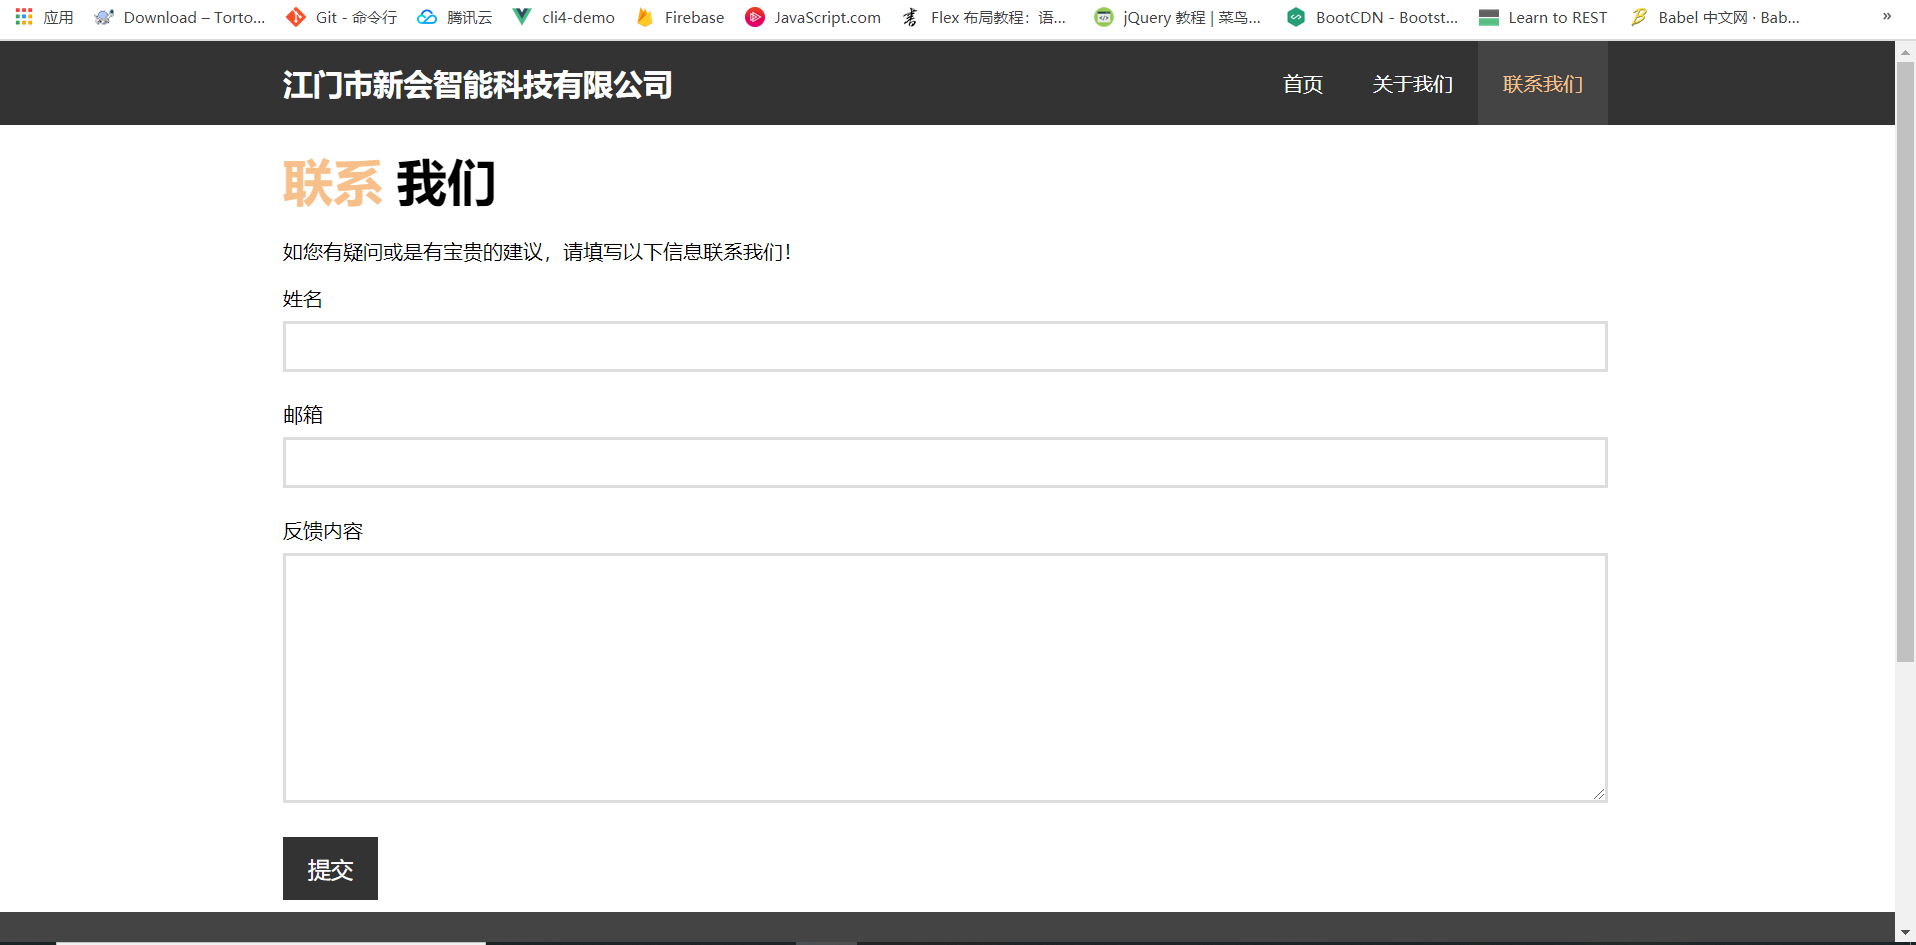 应用 Download – Torto... Git - 命令行 腾讯云 cli4-demo Firebase JavaScript.com Flex 布局教程：语... jQuery 教程 | 菜鸟... BootCDN - Bootst... Learn to REST Babel 中文网 · Bab... »
江门市新会智能科技有限公司 首页 关于我们 联系我们
联系 我们
如您有疑问或是有宝贵的建议，请填写以下信息联系我们！
姓名
邮箱
反馈内容
提交